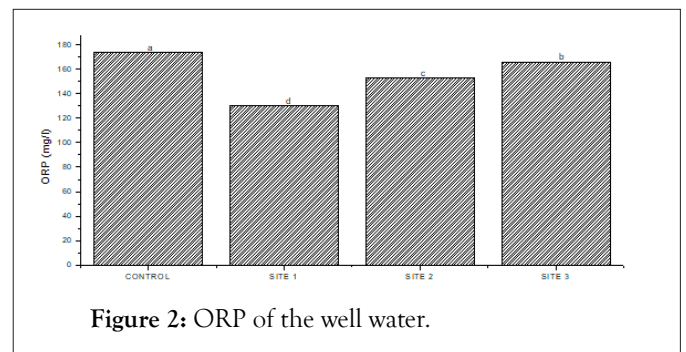 ORP (mg/l)
180
160
140
120
100
80
60
40
20
0
a
d
c
b
CONTROL
SITE 1
SITE 2
SITE 3
Figure 2: ORP of the well water.